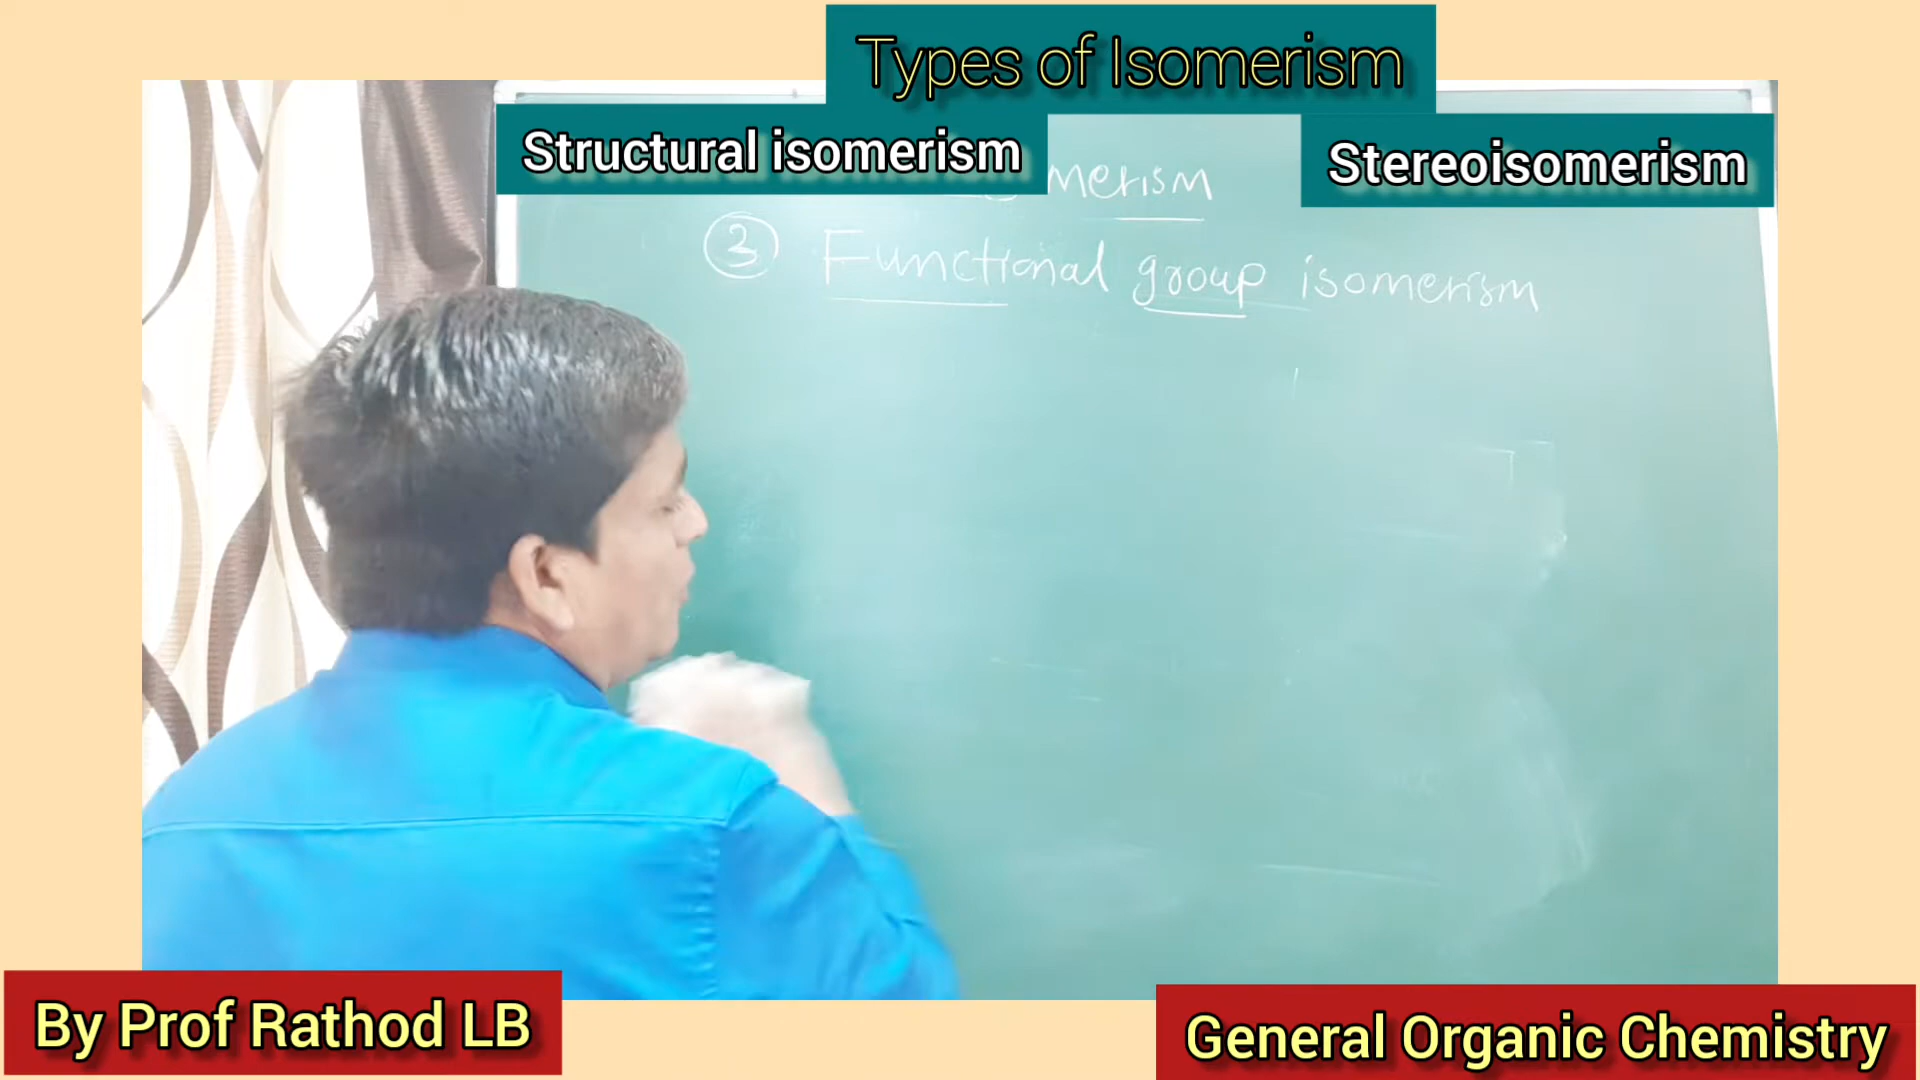 Types of Isomerism
Structural isomerism
Stereoisomerism
merism
3 Functional group isomerism
By Prof Rathod LB
General Organic Chemistry